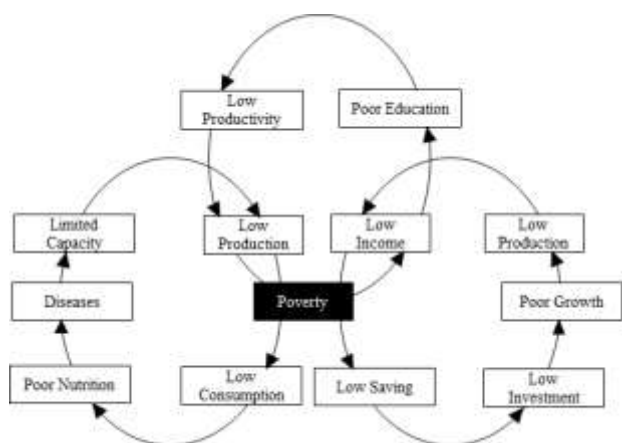 Low
Productivity
Poor Education
Limited
Capacity
Low
Production
Low
Income
Low
Production
Diseases
Poverty
Poor Growth
Poor Nutrition
Low
Consumption
Low Saving
Low
Investment